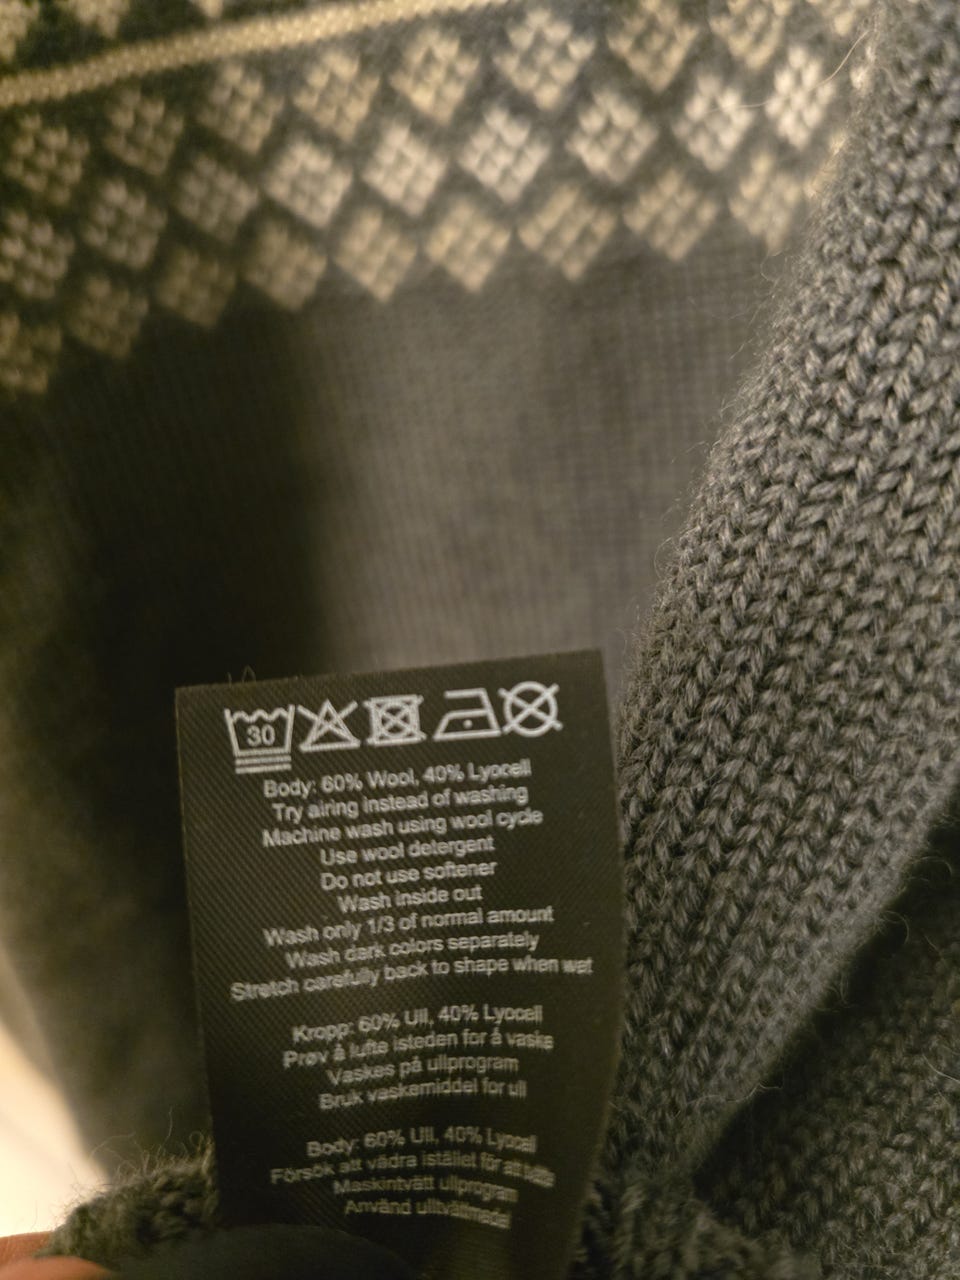 30
Body: 60% Wool, 40% Lyocell
Try airing instead of washing
Machine wash using wool cycle
Use wool detergent
Do not use softener
Wash inside out
Wash only 1/3 of normal amount
Wash dark colors separately
Stretch carefully back to shape when wet
Kropp: 60% Ull, 40% Lyocell
Prøv å lufte isteden for å vaske
Vaskes på ullprogram
Bruk vaskemiddel for ull
Body: 60% Ull, 40% Lyocell
Försök att vädra istället för att
Maskintvätt ullprogram
Använd ulltvättmedel